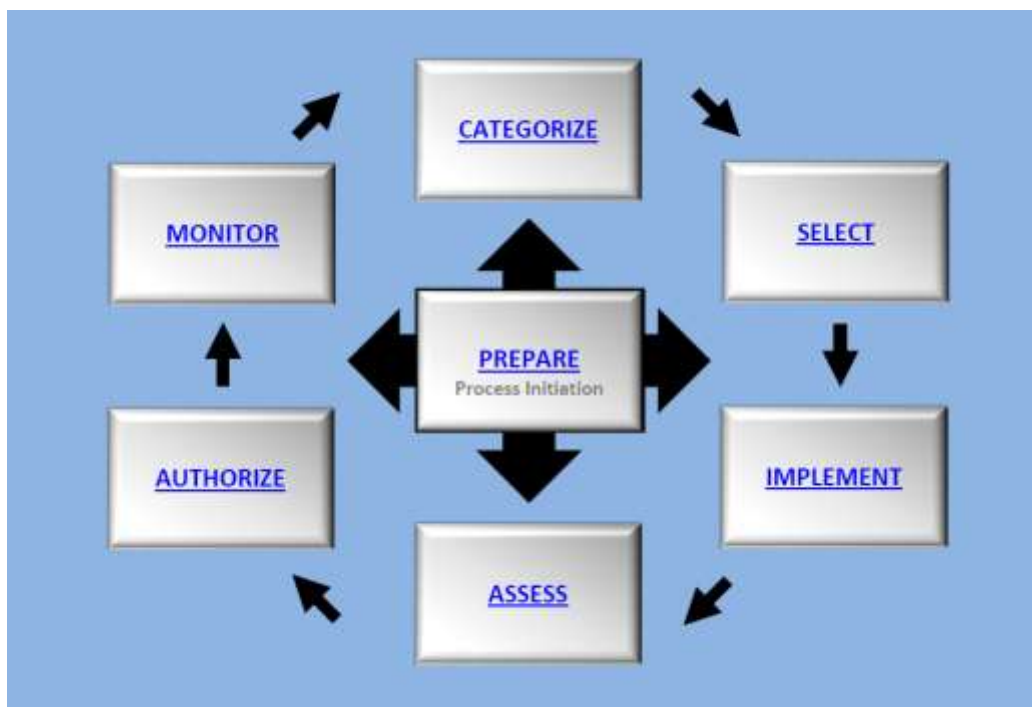 CATEGORIZE
MONITOR
SELECT
PREPARE
Process Initiation
AUTHORIZE
IMPLEMENT
ASSESS